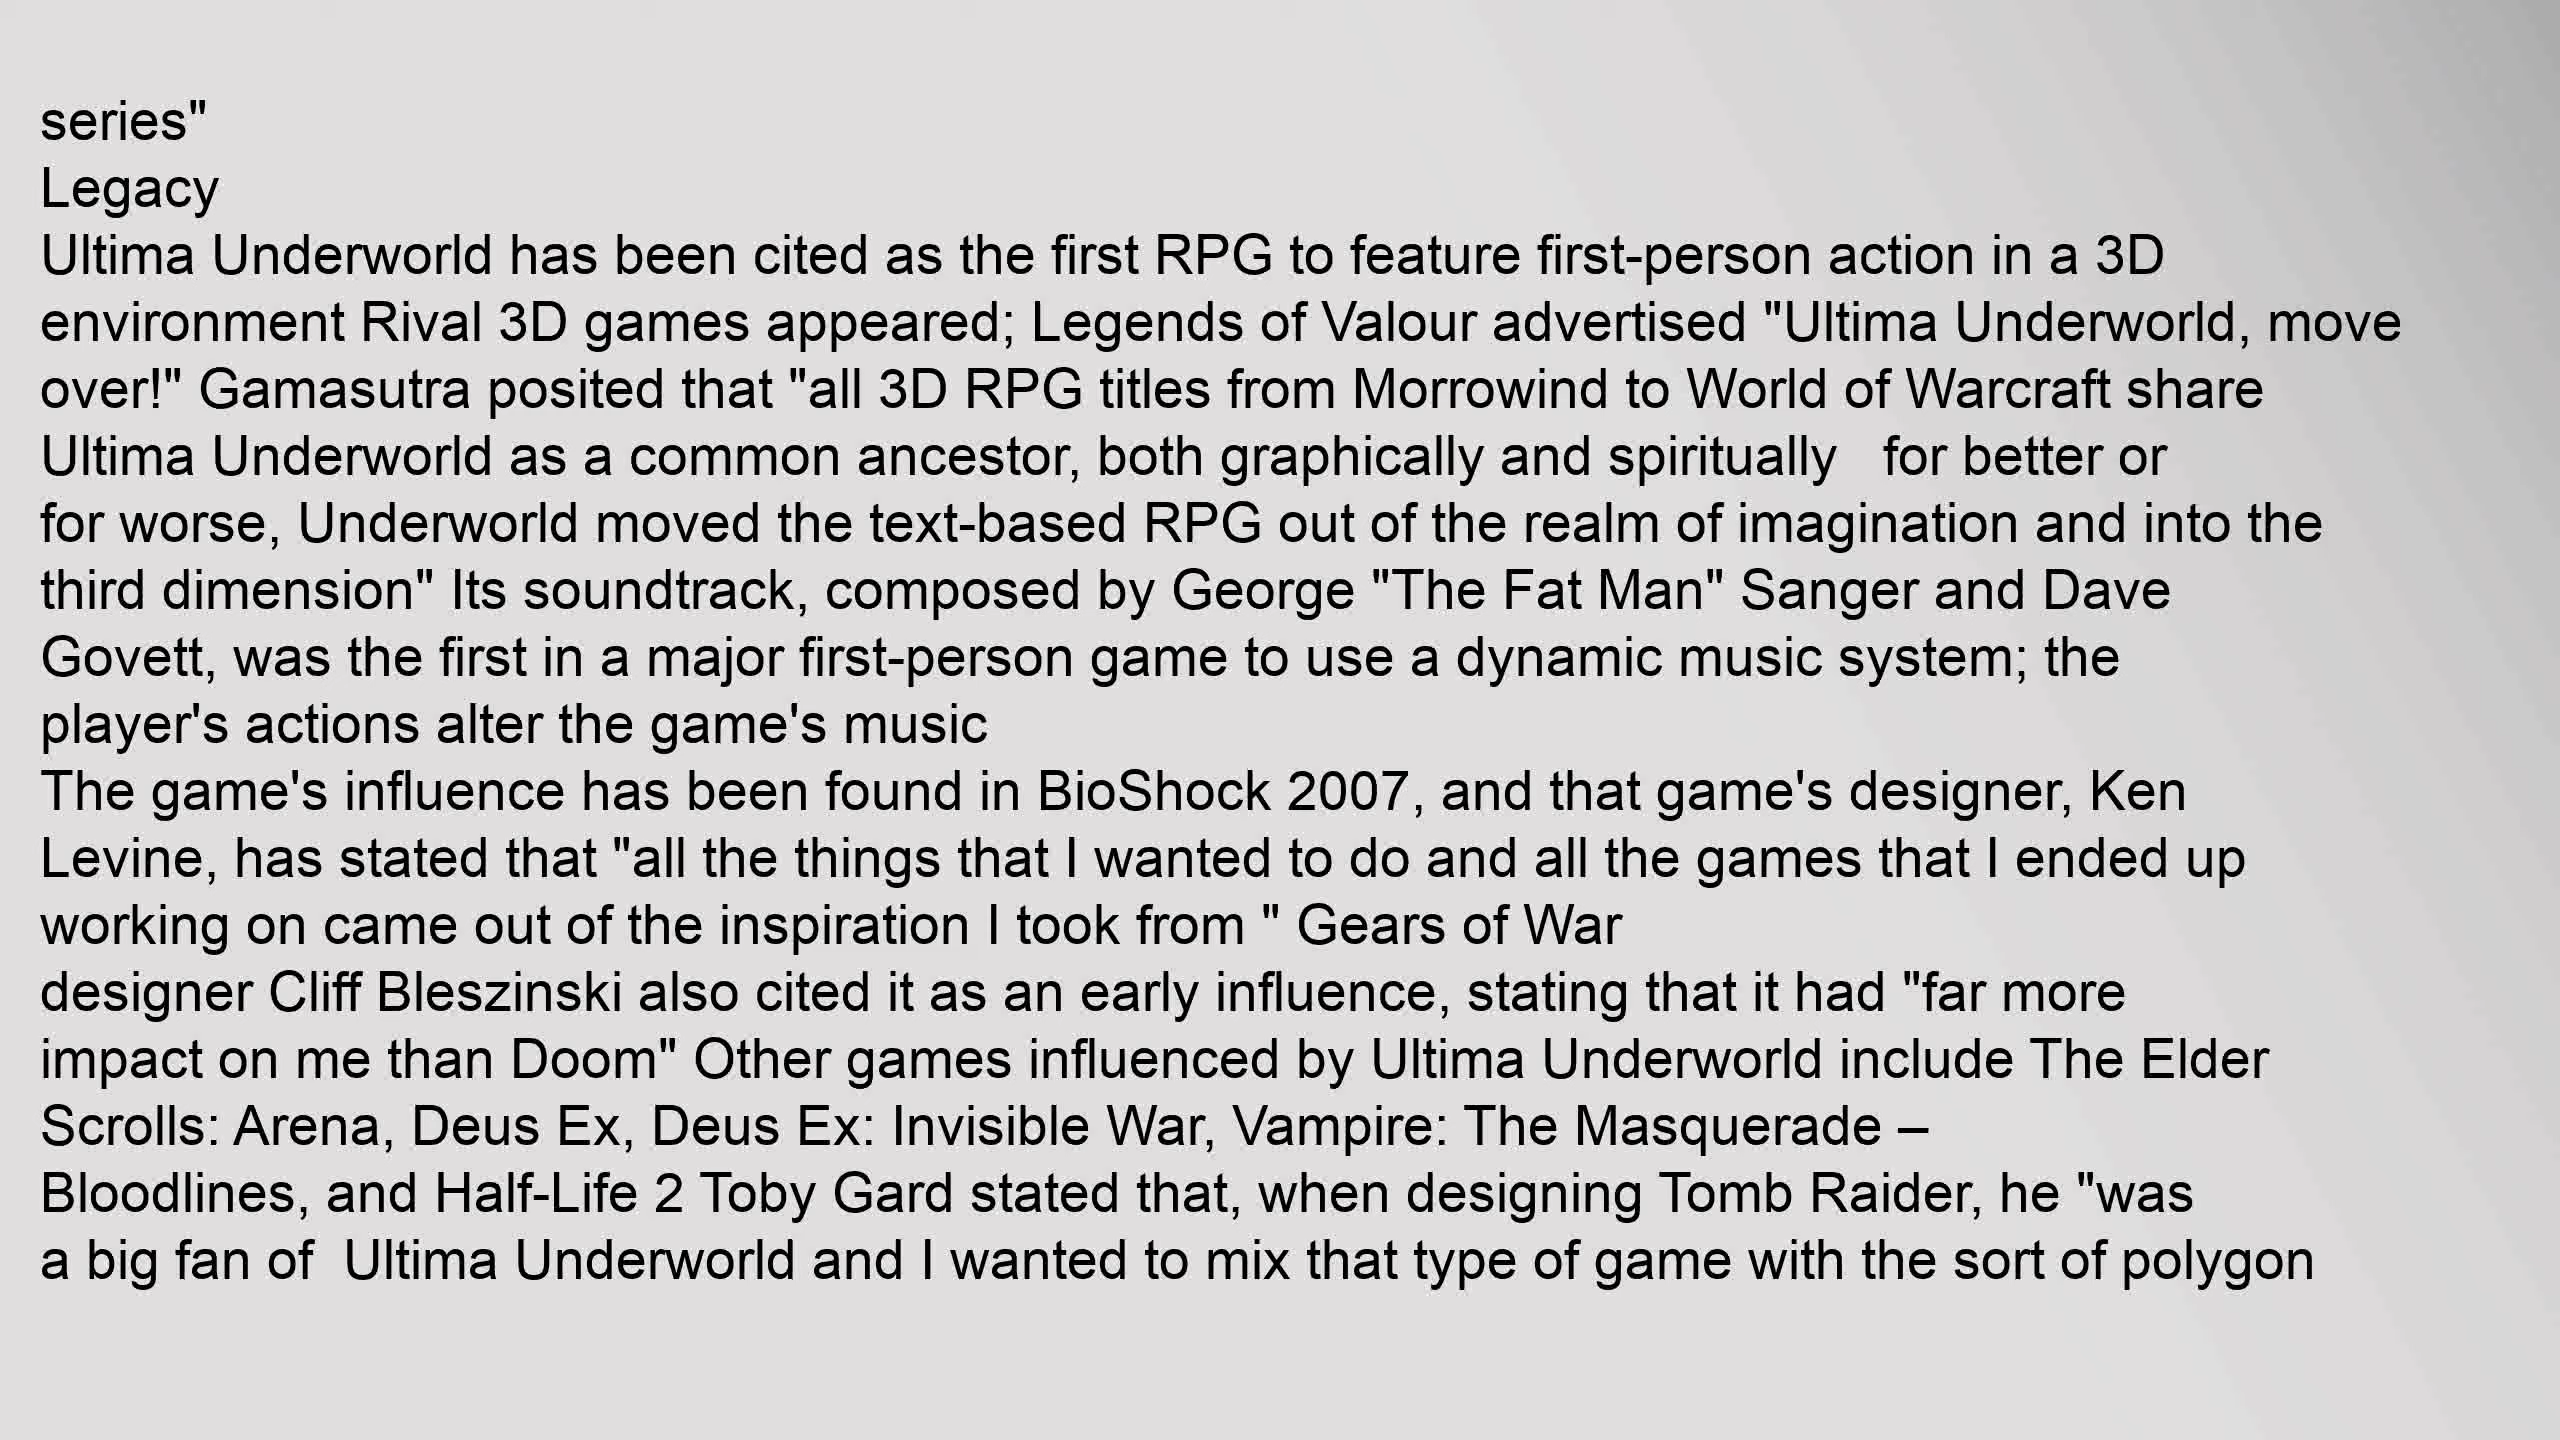 series"
Legacy
Ultima Underworld has been cited as the first RPG to feature first-person action in a 3D
environment Rival 3D games appeared; Legends of Valour advertised "Ultima Underworld, move
over!" Gamasutra posited that "all 3D RPG titles from Morrowind to World of Warcraft share
Ultima Underworld as a common ancestor, both graphically and spiritually   for better or
for worse, Underworld moved the text-based RPG out of the realm of imagination and into the
third dimension" Its soundtrack, composed by George "The Fat Man" Sanger and Dave
Govett, was the first in a major first-person game to use a dynamic music system; the
player's actions alter the game's music
The game's influence has been found in BioShock 2007, and that game's designer, Ken
Levine, has stated that "all the things that I wanted to do and all the games that I ended up
working on came out of the inspiration I took from " Gears of War
designer Cliff Bleszinski also cited it as an early influence, stating that it had "far more
impact on me than Doom" Other games influenced by Ultima Underworld include The Elder
Scrolls: Arena, Deus Ex, Deus Ex: Invisible War, Vampire: The Masquerade –
Bloodlines, and Half-Life 2 Toby Gard stated that, when designing Tomb Raider, he "was
a big fan of  Ultima Underworld and I wanted to mix that type of game with the sort of polygon